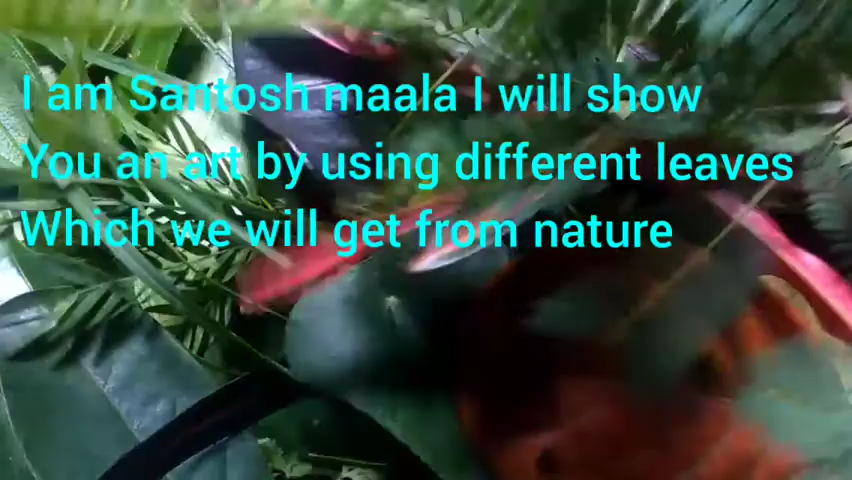 I am Santosh maala I will show
You an art by using different leaves
Which we will get from nature